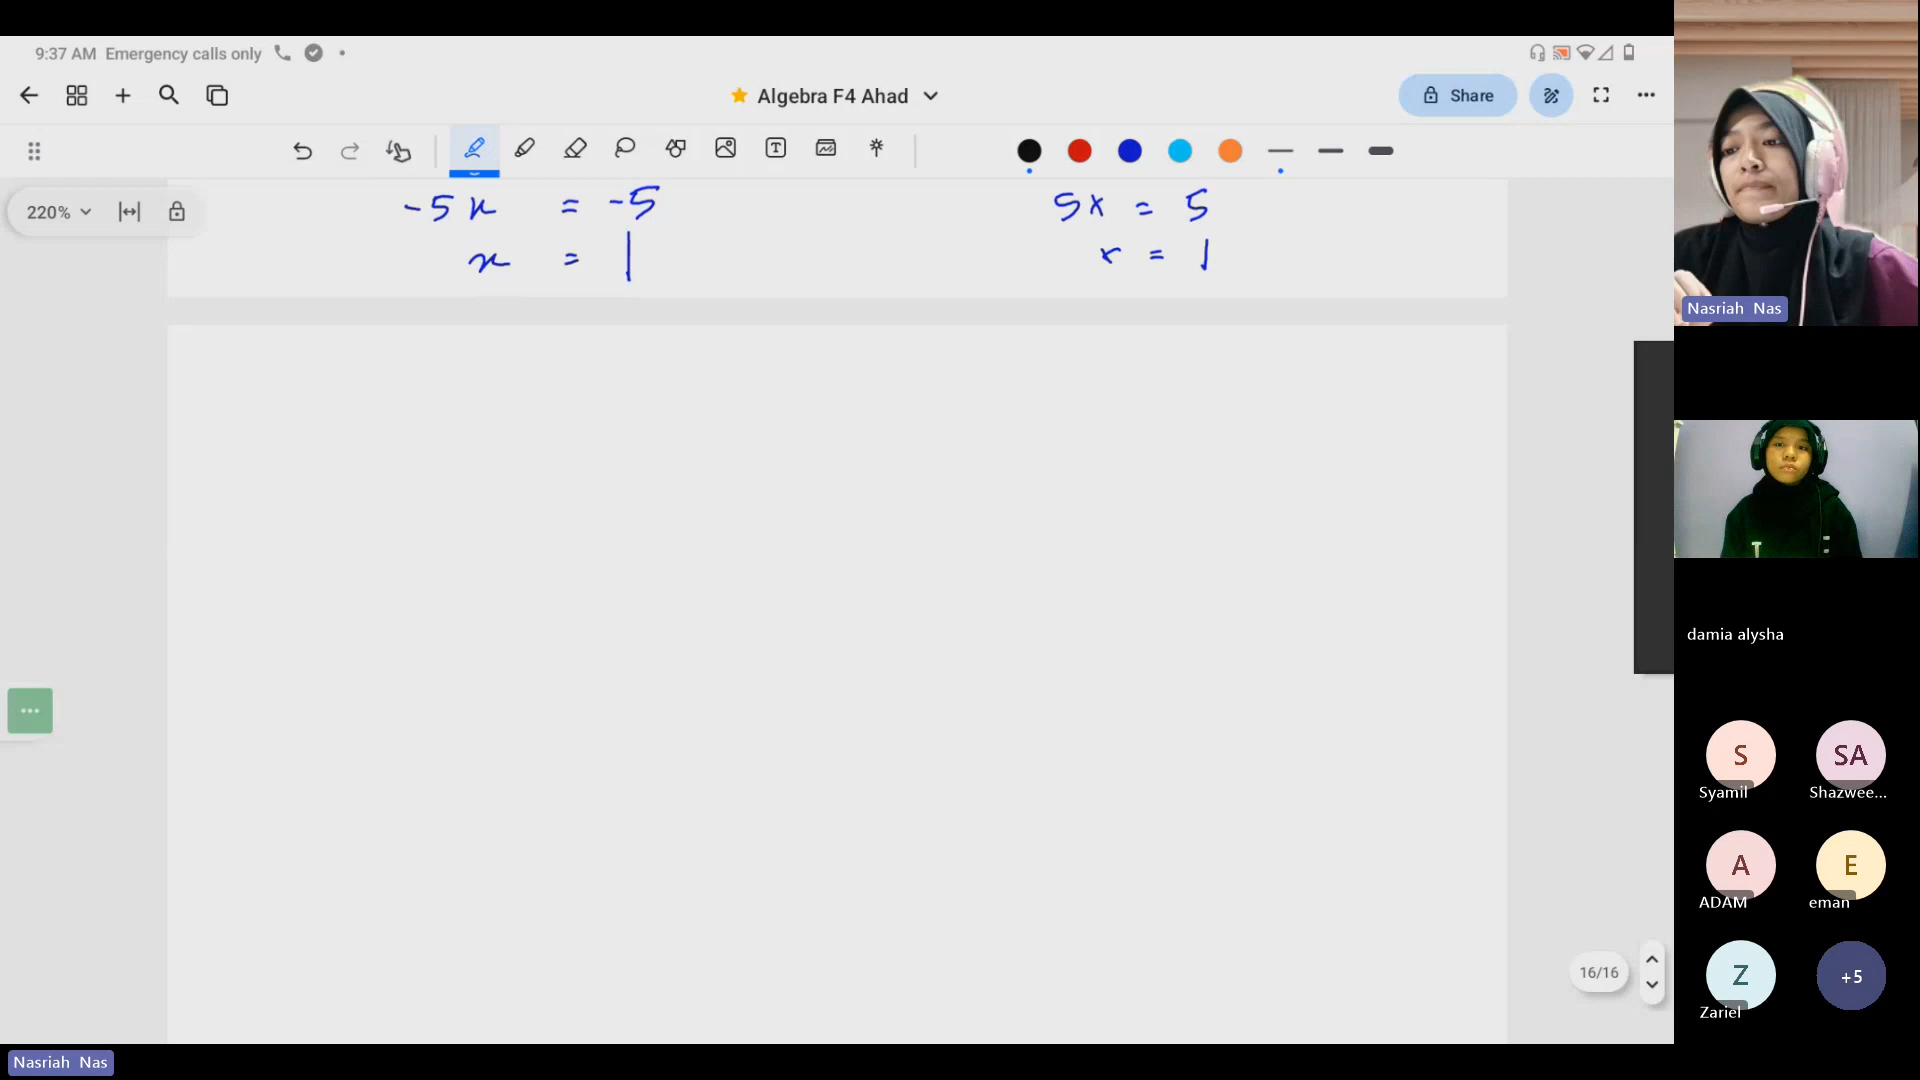 9:37 AM Emergency calls only
Algebra F4 Ahad
Share
220%
-5x = -5
x = 1
5x = 5
x = 1
16/16
Nasriah Nas
Nasriah Nas
damia alysha
S
Syamil
SA
Shazwee...
A
ADAM
E
eman
Z
Zariel
+5